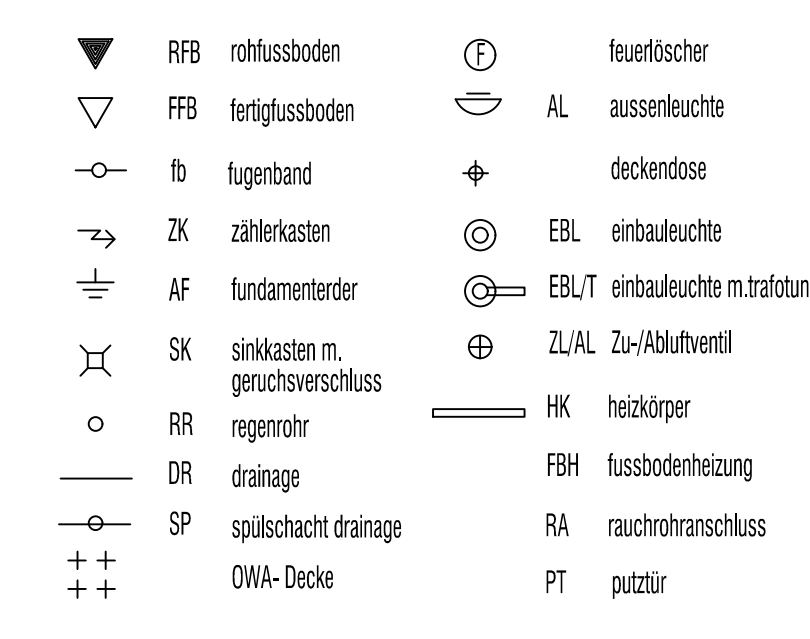 RFB rohfussboden
FFB fertigfussboden
fb fugenband
ZK zählerkasten
AF fundamenterder
SK sinkkasten m.
geruchsverschluss
RR regenrohr
DR drainage
SP spülschacht drainage
OWA- Decke
F feuerlöscher
AL aussenleuchte
deckendose
EBL einbauleuchte
EBL/T einbauleuchte m.trafotun
ZL/AL Zu-/Abluftventil
HK heizkörper
FBH fussbodenheizung
RA rauchrohranschluss
PT putztür